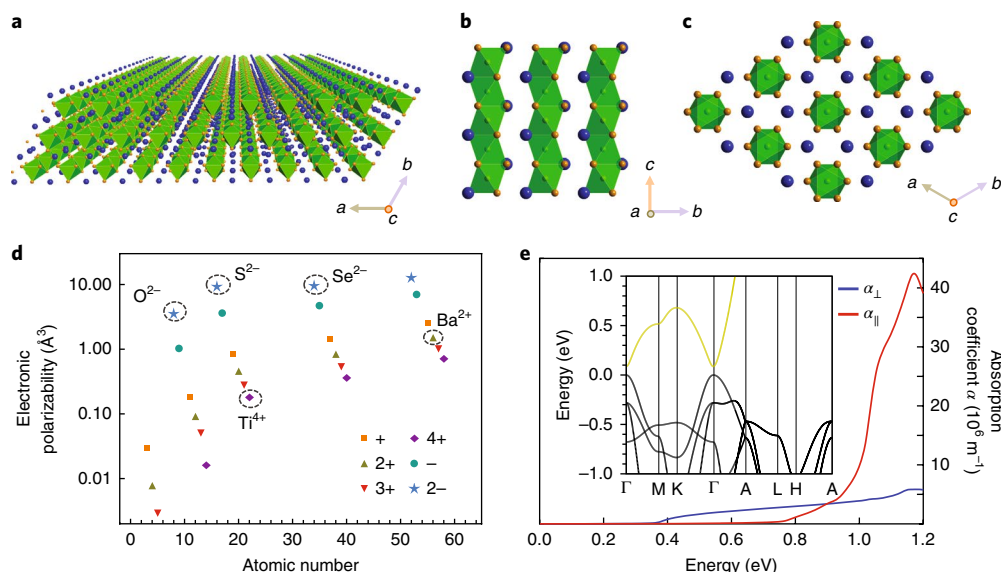 a
b
a
c
b
c
a
b
c
a
c
b
d
Electronic
polarizability (Å³)
10.00
1.00
0.10
0.01
O²⁻
S²⁻
Se²⁻
Ba²⁺
Ti⁴⁺
+
2+
3+
4+
–
2–
0 10 20 30 40 50 60
Atomic number
e
Energy (eV)
1.0
0.5
0.0
–0.5
–1.0
Γ M K Γ A L H A
α⊥
α||
40
30
20
10
Absorption
coefficient α (10⁶ m⁻¹)
0.0 0.2 0.4 0.6 0.8 1.0 1.2
Energy (eV)